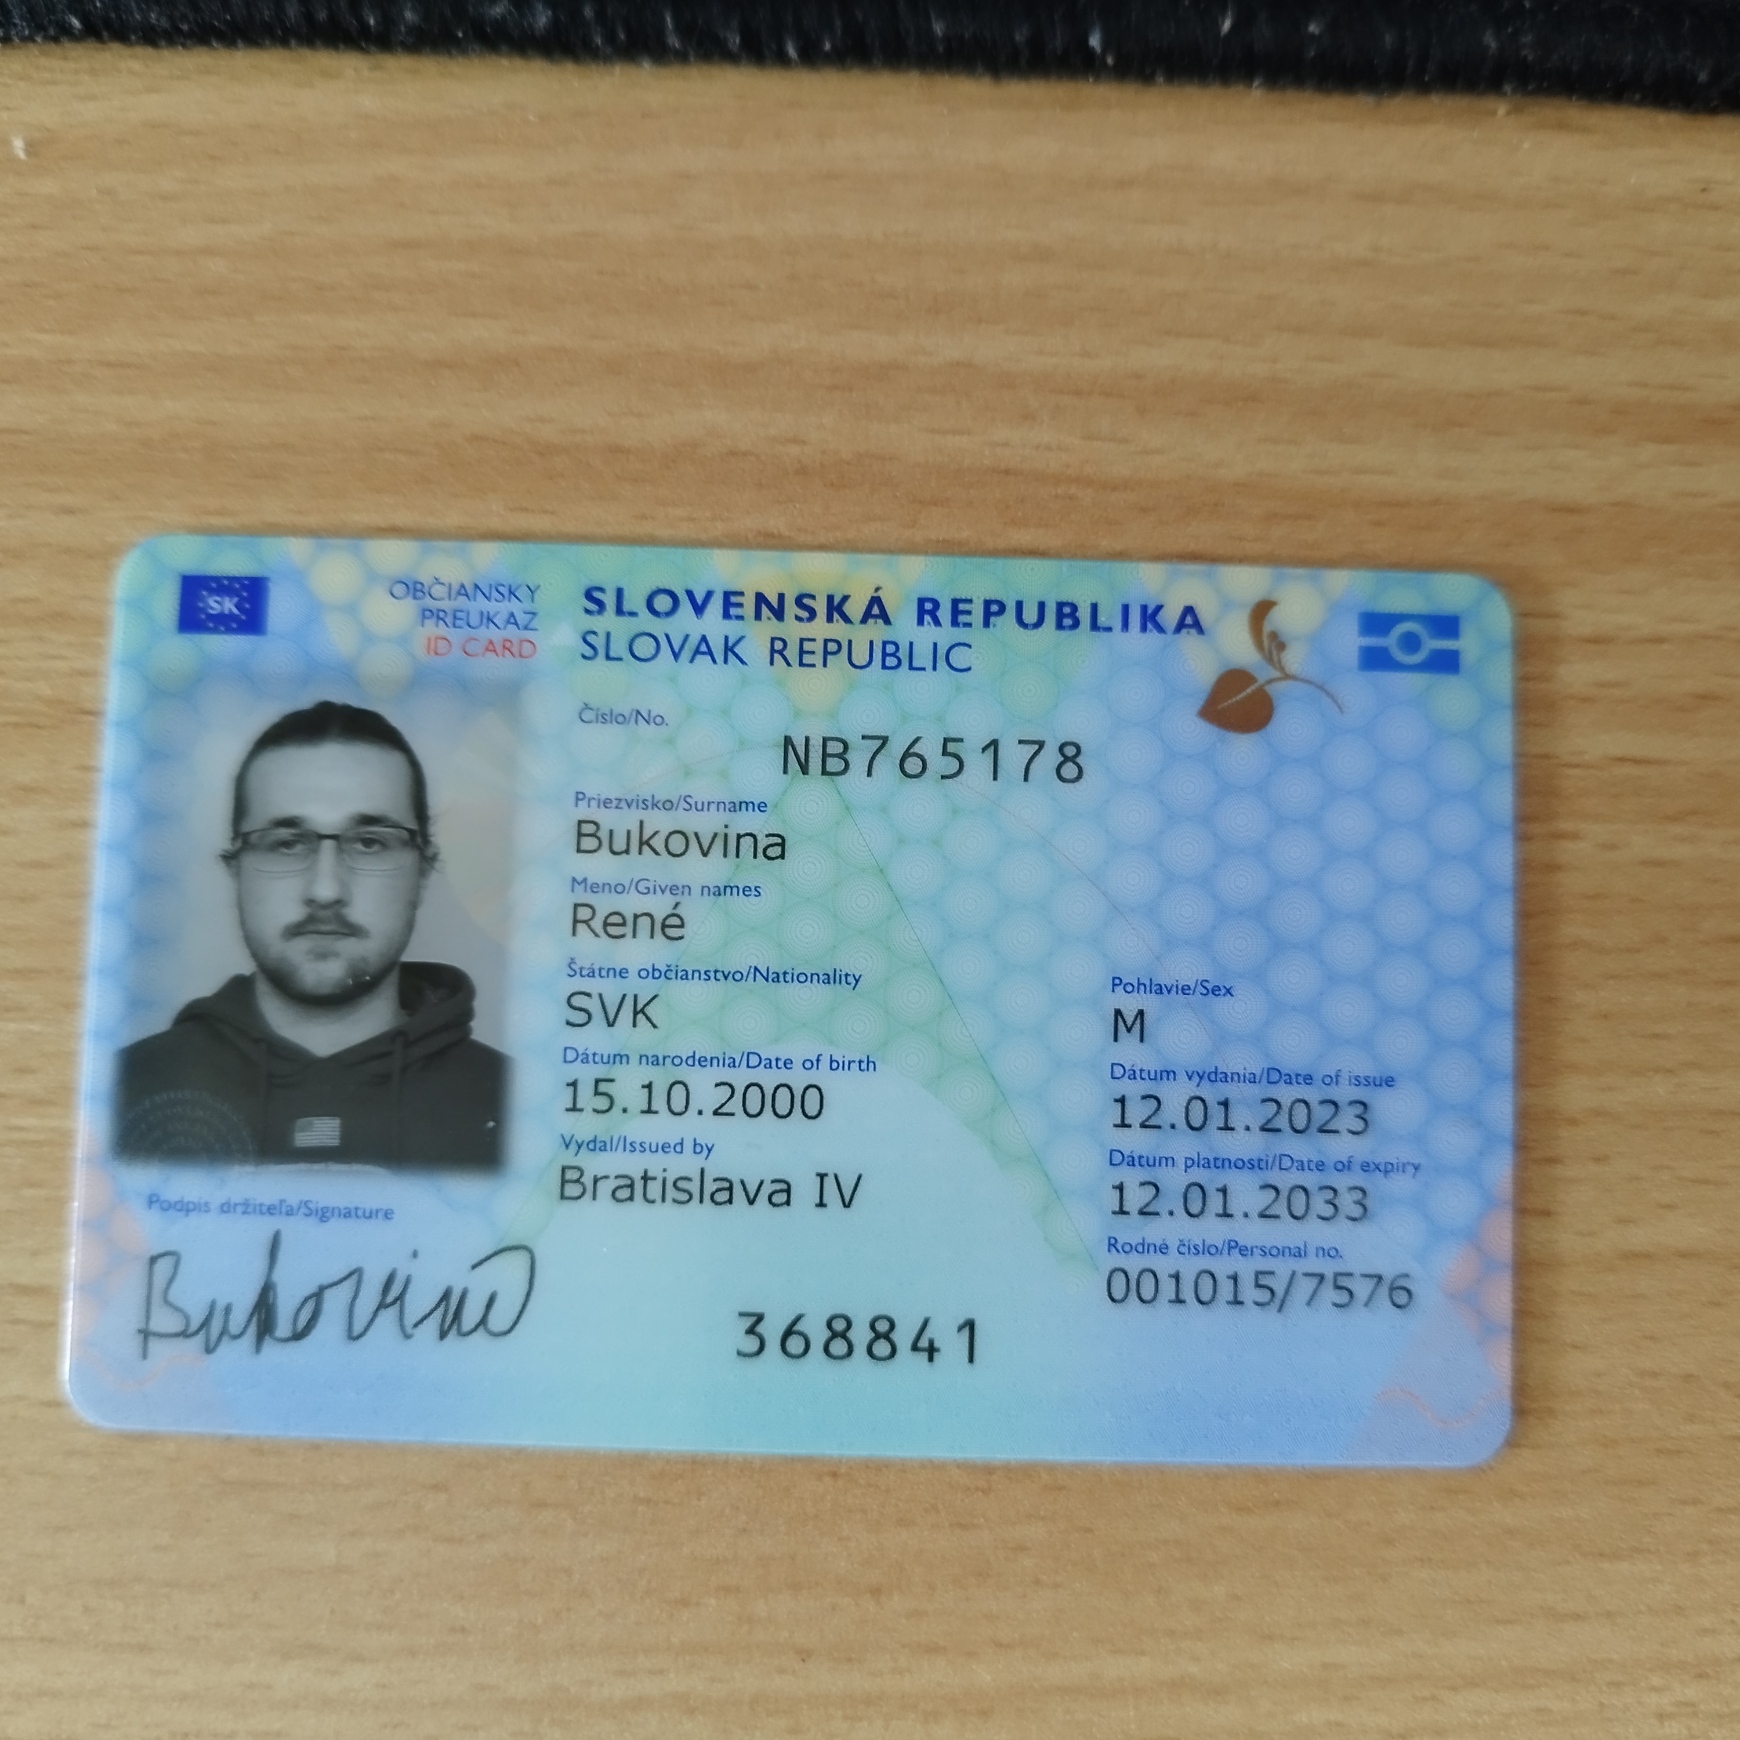 SK
OBČIANSKY
PREUKAZ
ID CARD
SLOVENSKÁ REPUBLIKA
SLOVAK REPUBLIC
Číslo/No.
NB765178
Priezvisko/Surname
Bukovina
Meno/Given names
René
Štátne občianstvo/Nationality
SVK
Pohlavie/Sex
M
Dátum narodenia/Date of birth
15.10.2000
Dátum vydania/Date of issue
12.01.2023
Vydal/Issued by
Bratislava IV
Dátum platnosti/Date of expiry
12.01.2033
Rodné číslo/Personal no.
001015/7576
Podpis držiteľa/Signature
Bukovina
368841